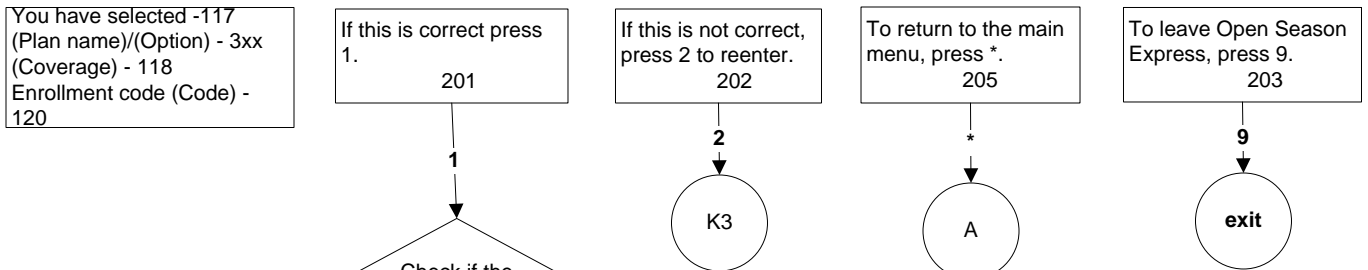 You have selected -117
(Plan name)/(Option) - 3xx
(Coverage) - 118
Enrollment code (Code) -
120
If this is correct press
1.
201
If this is not correct,
press 2 to reenter.
202
To return to the main
menu, press *.
205
To leave Open Season
Express, press 9.
203
1
2
*
9
K3
A
exit
Check if the